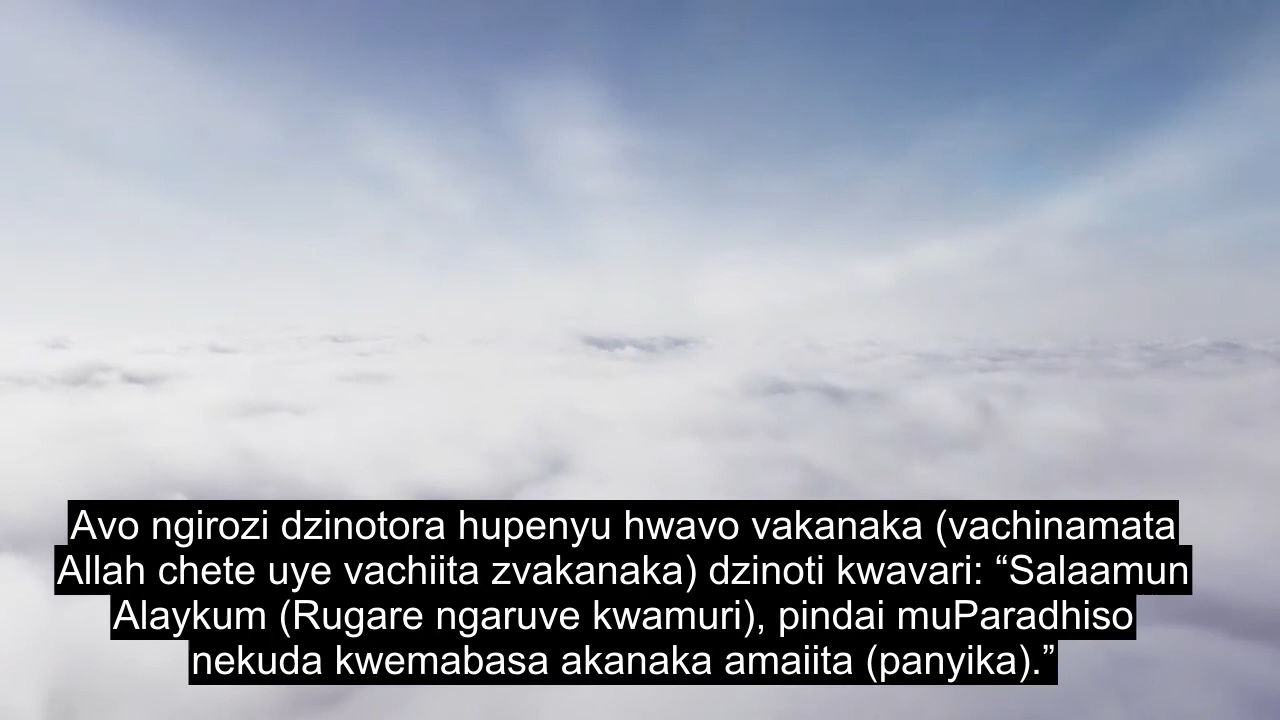 Avo ngirozi dzinotora hupenyu hwavo vakanaka (vachinamata
Allah chete uye vachiita zvakanaka) dzinoti kwavari: “Salaamun
Alaykum (Rugare ngaruve kwamuri), pindai muParadhiso
nekuda kwemabasa akanaka amaiita (panyika).”